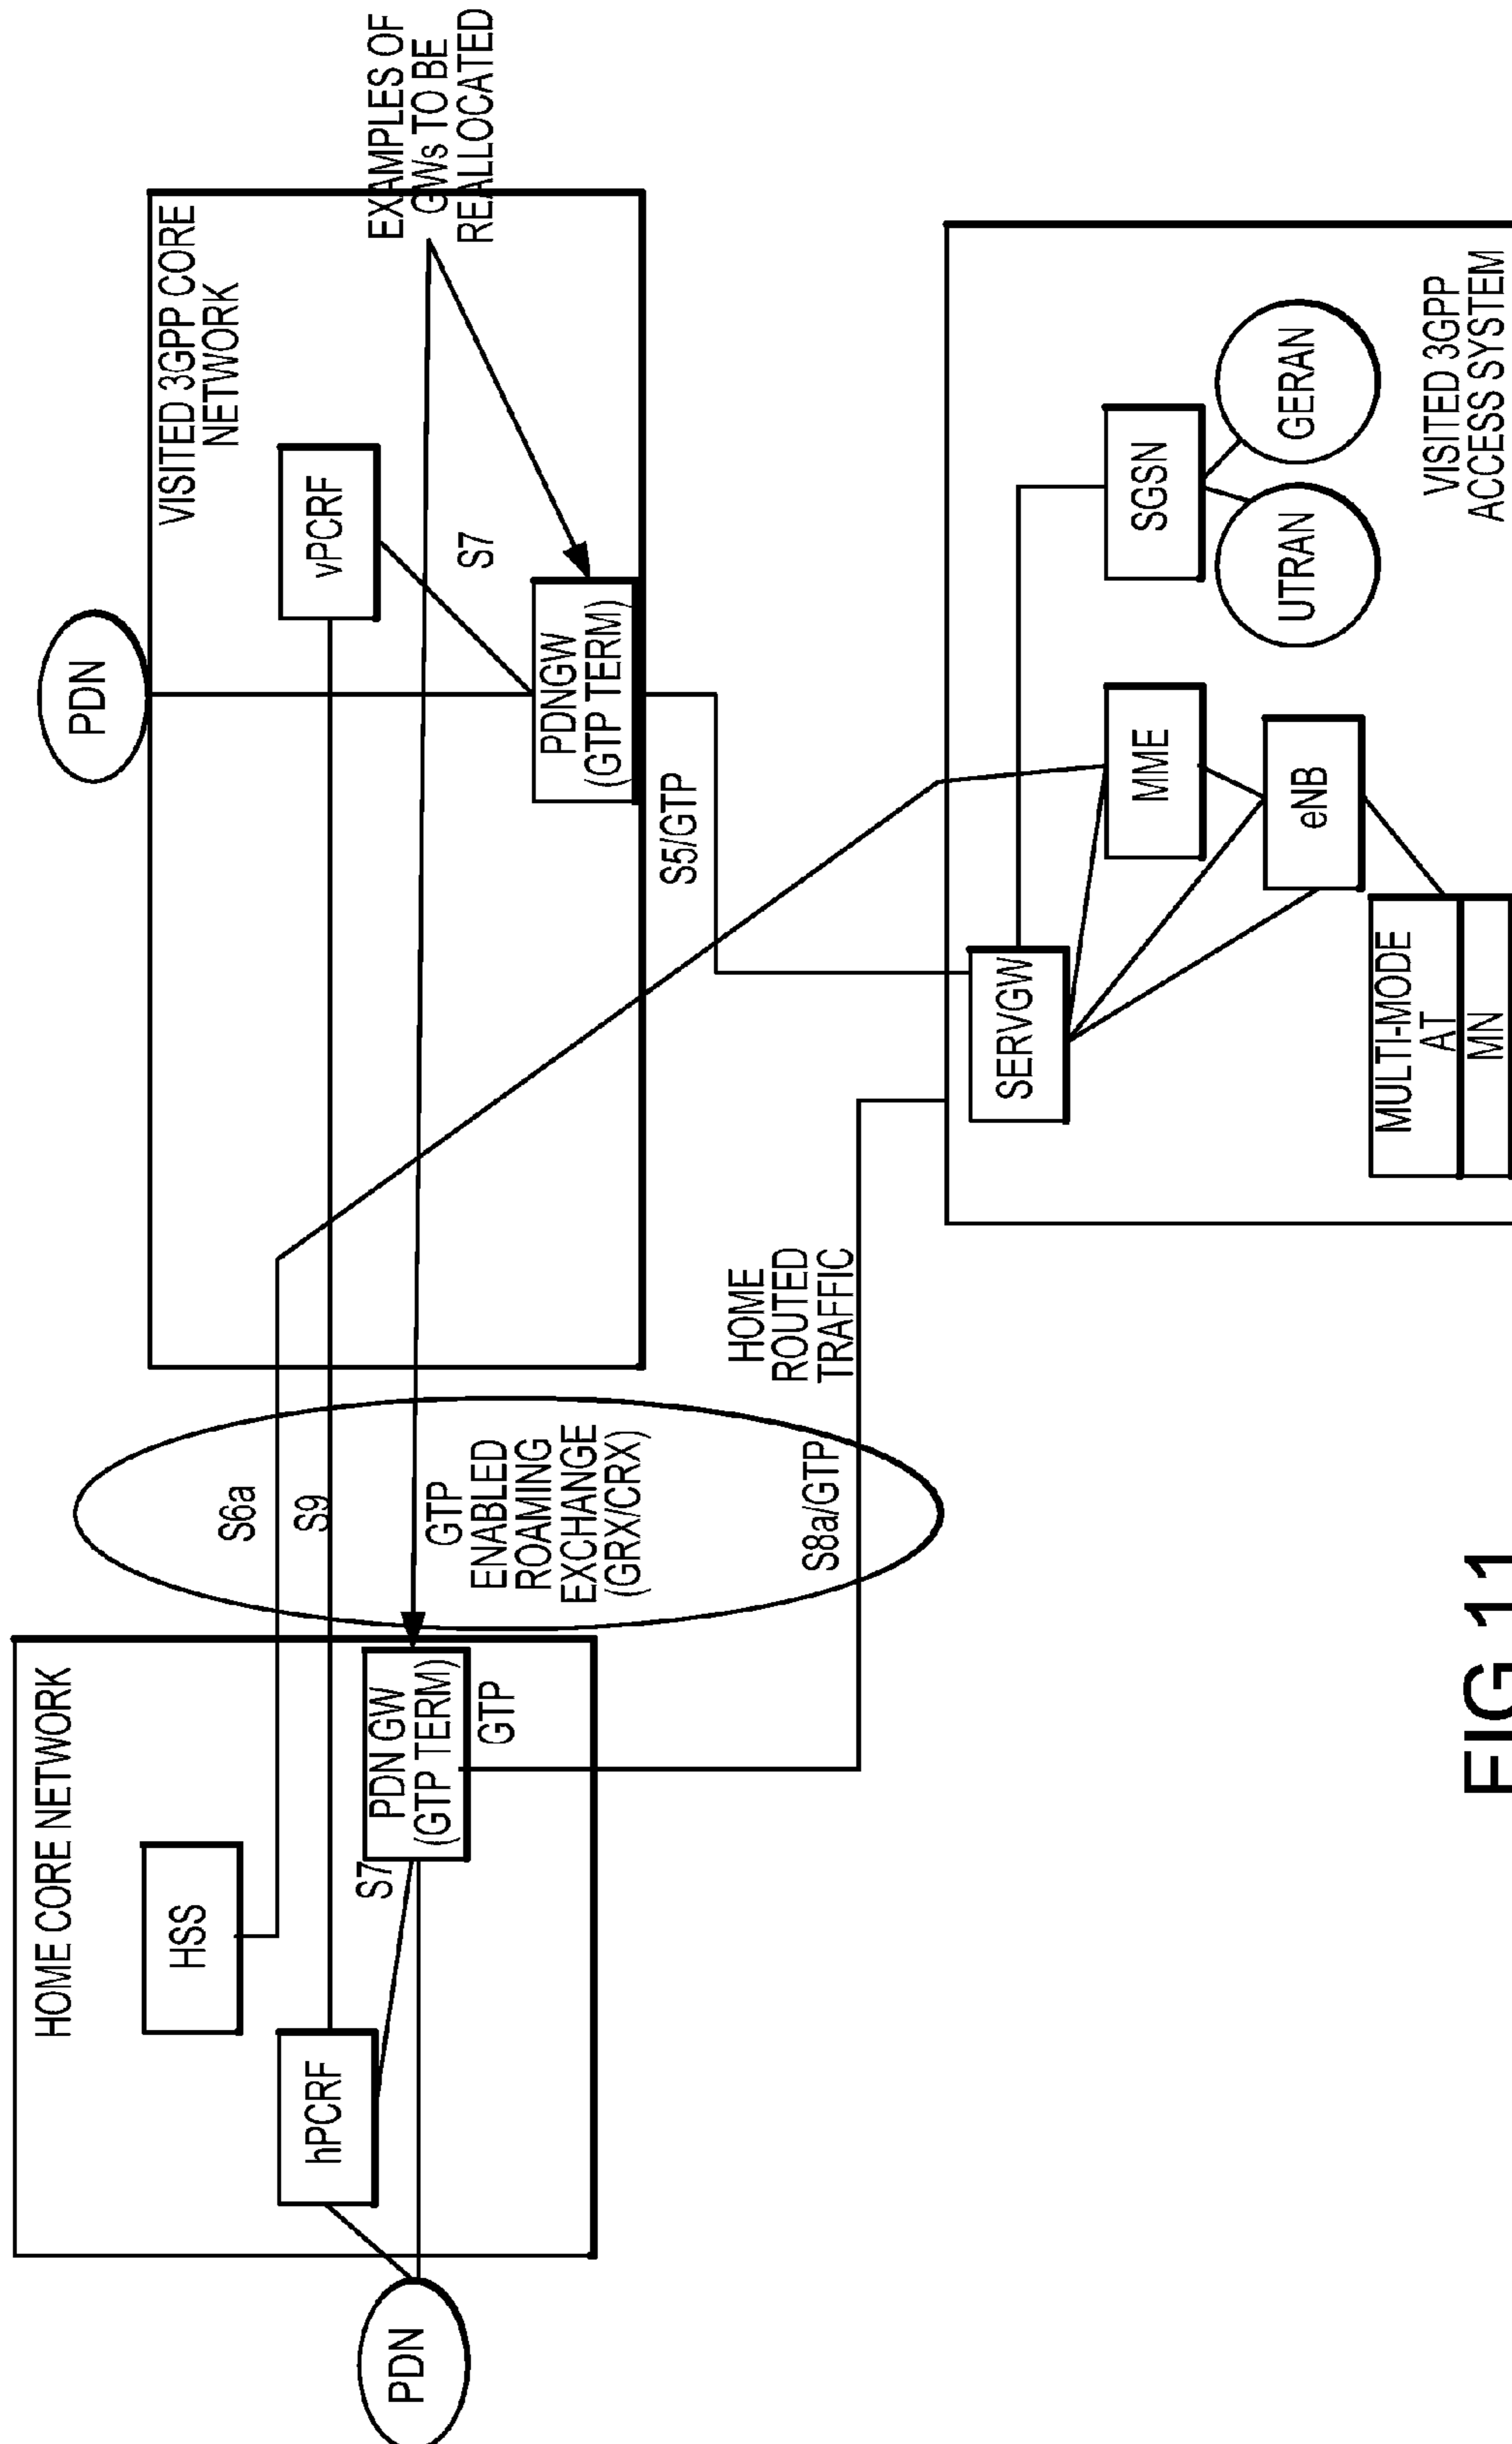 PDN
HOME CORE NETWORK
HSS
hPCRF
S7
PDN GW
(GTP TERM)
GTP
S6a
S9
GTP
ENABLED
ROAMING
EXCHANGE
(GRX/CRX)
S8a/GTP
HOME
ROUTED
TRAFFIC
PDN
VISITED 3GPP CORE
NETWORK
vPCRF
S7
PDNGW
(GTP TERM)
S5/GTP
EXAMPLES OF
GWs TO BE
REALLOCATED
SERVGW
MME
SGSN
eNB
UTRAN
GERAN
MULTI-MODE
AT
MN
VISITED 3GPP
ACCESS SYSTEM
FIG 11